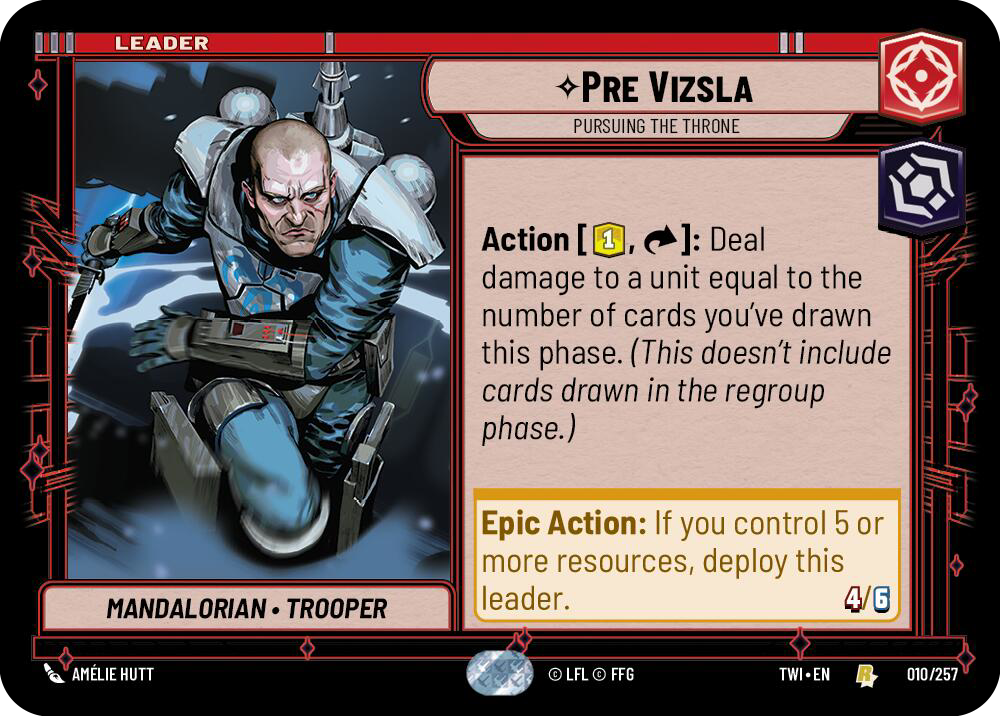 LEADER
✧PRE VIZSLA
PURSUING THE THRONE
Action [1, ]: Deal
damage to a unit equal to the
number of cards you've drawn
this phase. (This doesn't include
cards drawn in the regroup
phase.)
Epic Action: If you control 5 or
more resources, deploy this
leader.
4/6
MANDALORIAN • TROOPER
AMÉLIE HUTT
© LFL © FFG
TWI • EN
R
010/257